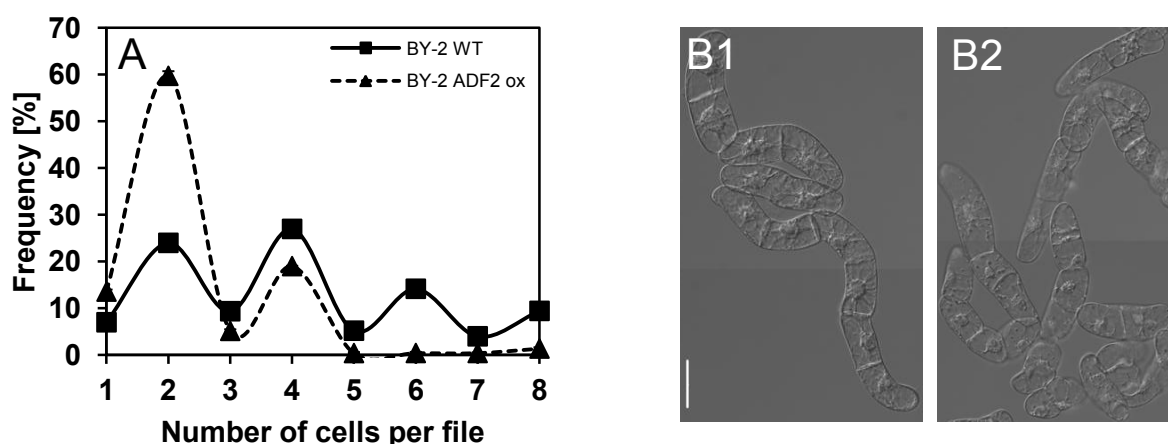 A
BY-2 WT
BY-2 ADF2 ox
Frequency [%]
70
60
50
40
30
20
10
0
1 2 3 4 5 6 7 8
Number of cells per file
B1
B2